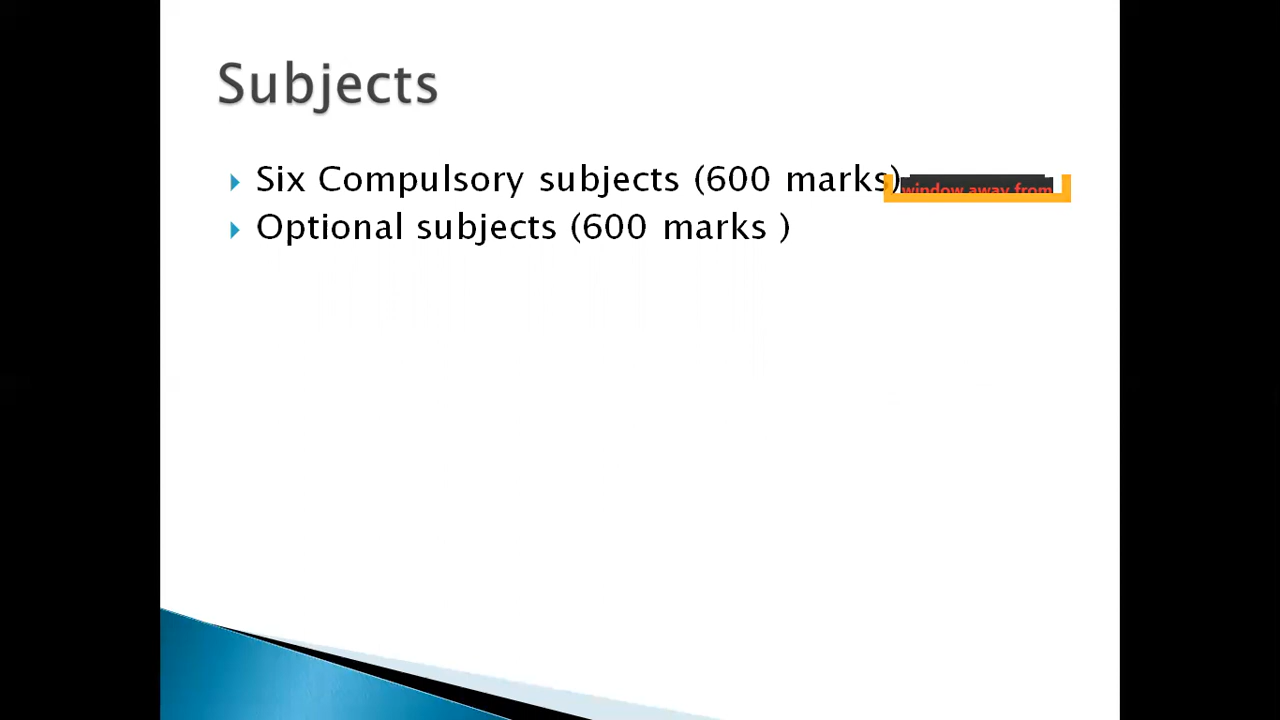 Subjects
Six Compulsory subjects (600 marks)
window away from
Optional subjects (600 marks )